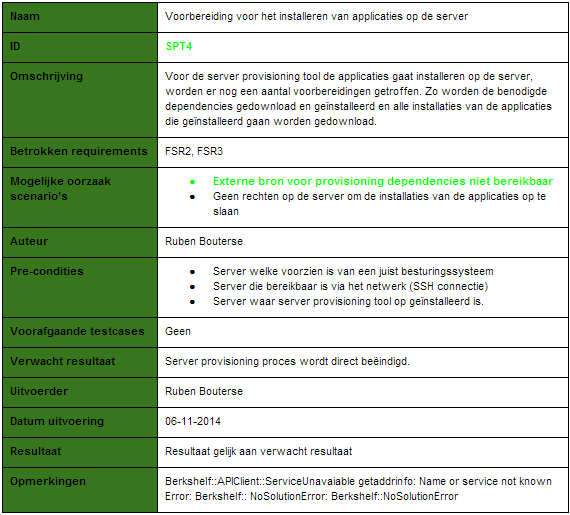 Naam
Voorbereiding voor het installeren van applicaties op de server
ID
SPT4
Omschrijving
Voor de server provisioning tool de applicaties gaat installeren op de server,
worden er nog een aantal voorbereidingen getroffen. Zo worden de benodigde
dependencies gedownload en geïnstalleerd en alle installaties van de applicaties
die geïnstalleerd gaan worden gedownload.
Betrokken requirements
FSR2, FSR3
Mogelijke oorzaak
scenario's
● Externe bron voor provisioning dependencies niet bereikbaar
● Geen rechten op de server om de installaties van de applicaties op te
slaan
Auteur
Ruben Bouterse
Pre-condities
● Server welke voorzien is van een juist besturingssysteem
● Server die bereikbaar is via het netwerk (SSH connectie)
● Server waar server provisioning tool op geïnstalleerd is.
Voorafgaande testcases
Geen
Verwacht resultaat
Server provisioning proces wordt direct beëindigd.
Uitvoerder
Ruben Bouterse
Datum uitvoering
06-11-2014
Resultaat
Resultaat gelijk aan verwacht resultaat
Opmerkingen
Berkshelf::APIClient::ServiceUnavaiable getaddrinfo: Name or service not known
Error: Berkshelf:: NoSolutionError: Berkshelf::NoSolutionError